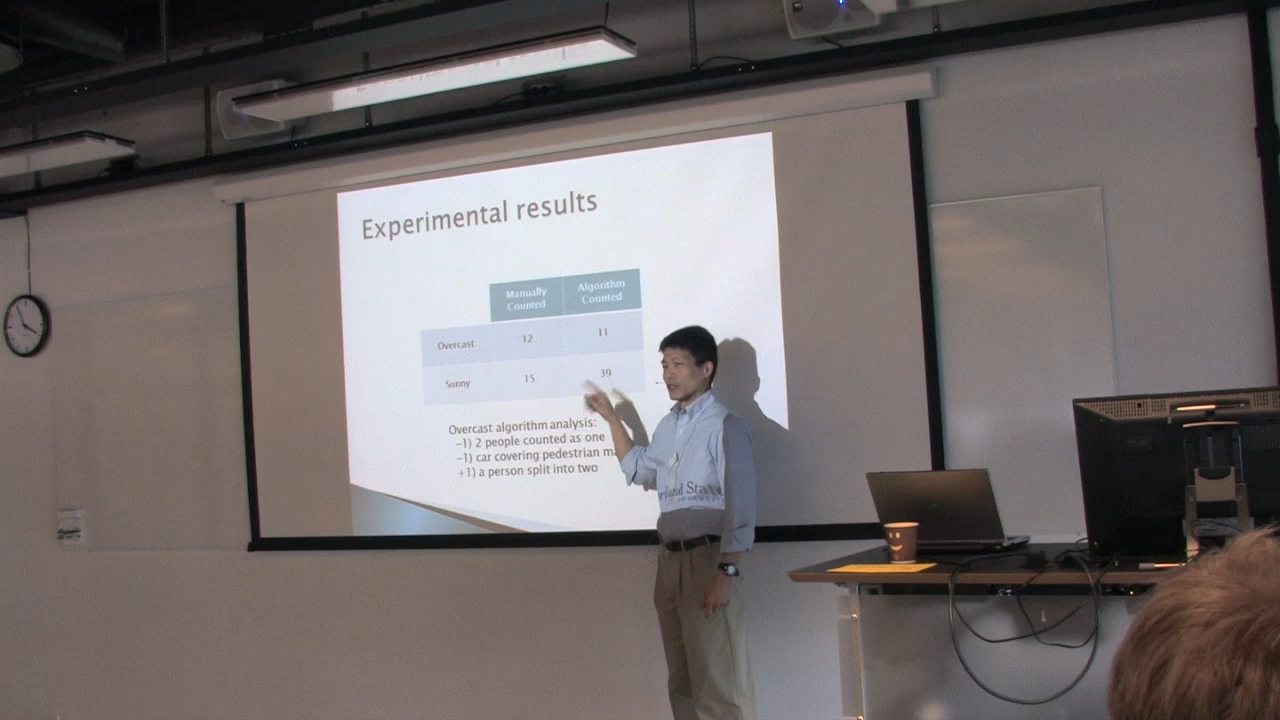 Experimental results
Manually Counted
Algorithm Counted
Overcast 12 11
Sunny 15 39
Overcast algorithm analysis:
-1) 2 people counted as one
-1) car covering pedestrian
+1) a person split into two
State